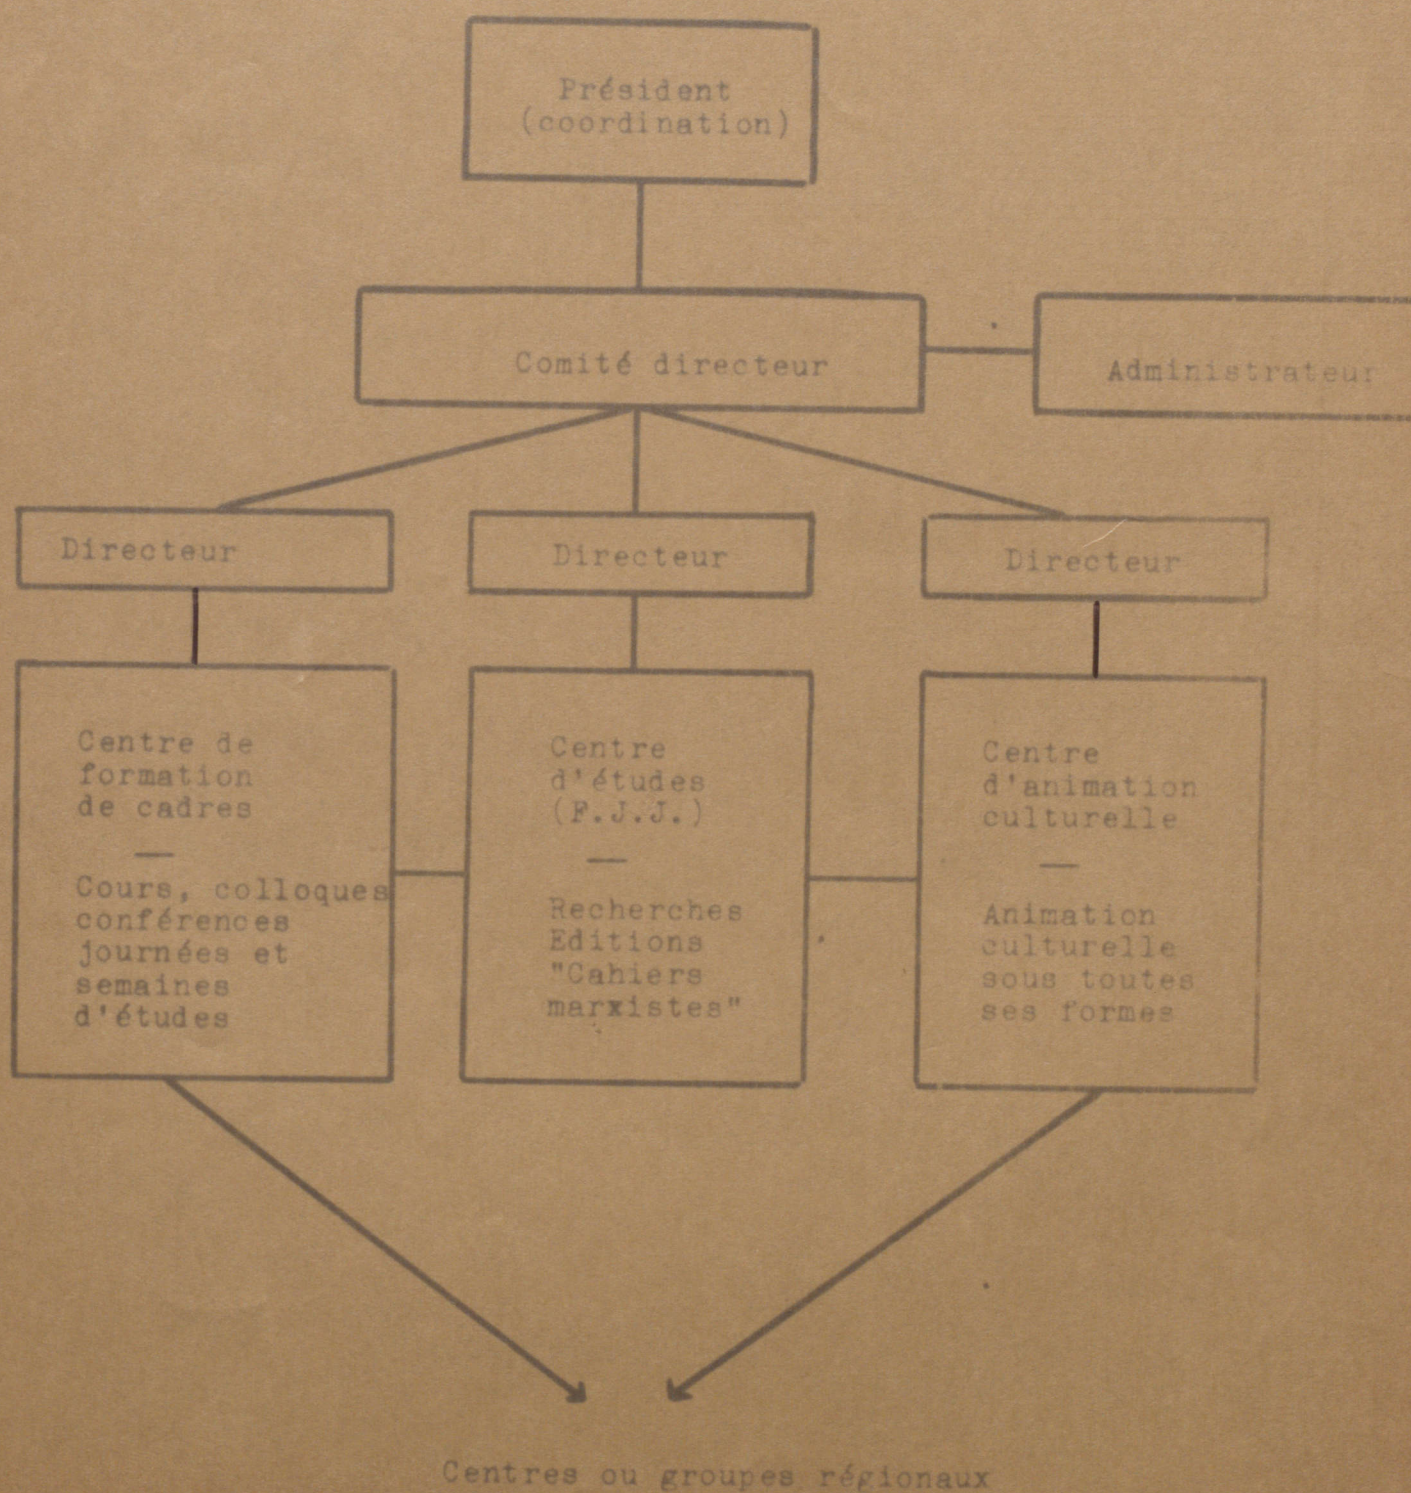 Président
(coordination)
Comité directeur
Administrateur
Directeur
Directeur
Directeur
Centre de
formation
de cadres
—
Cours, colloques
conférences
journées et
semaines
d'études
Centre
d'études
(F.J.J.)
—
Recherches
Editions
"Cahiers
marxistes"
Centre
d'animation
culturelle
—
Animation
culturelle
sous toutes
ses formes
Centres ou groupes régionaux